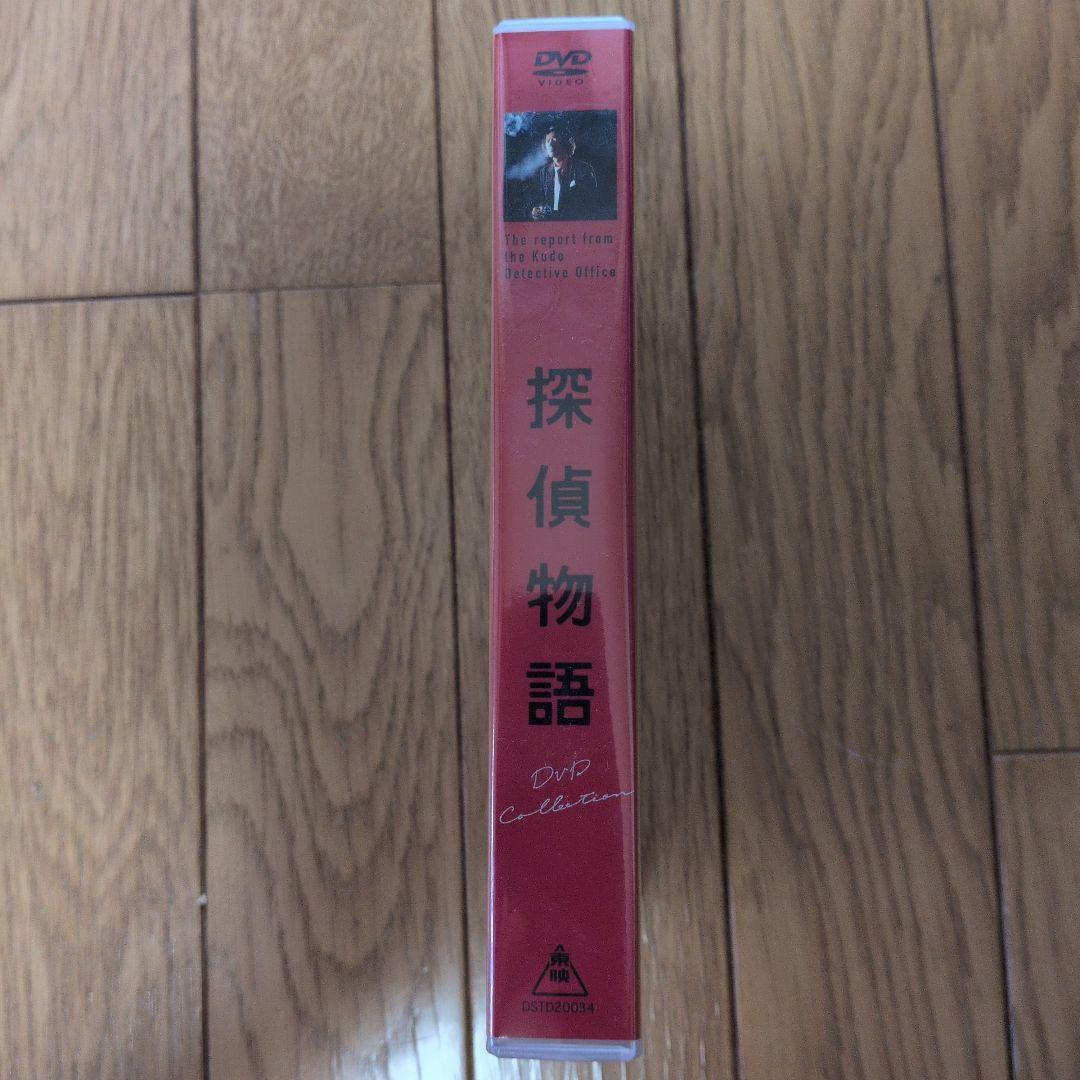 DVD
VIDEO
The report from
the Kudo
Detective Office
探偵物語
DVD
Collection
東映
DSTD20034